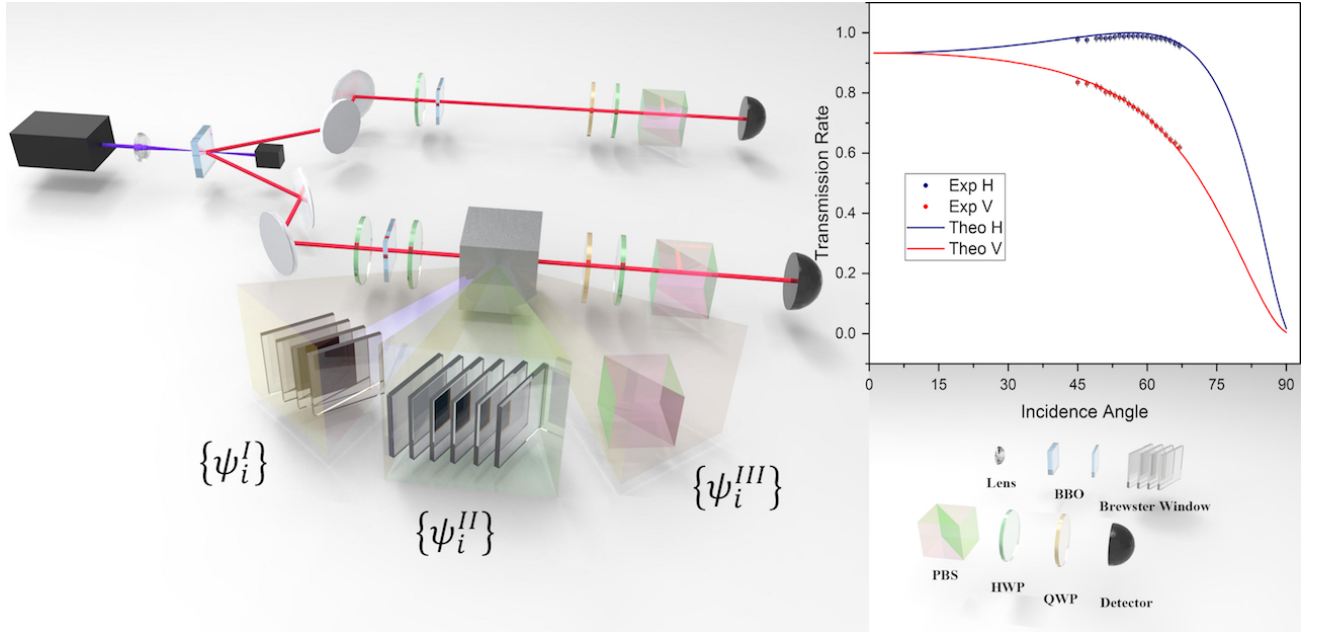 {ψ_i^I}
{ψ_i^II}
{ψ_i^III}
Transmission Rate
1.0
0.8
0.6
0.4
0.2
0.0
Exp H
Exp V
Theo H
Theo V
0 15 30 45 60 75 90
Incidence Angle
Lens
BBO
Brewster Window
PBS
HWP
QWP
Detector